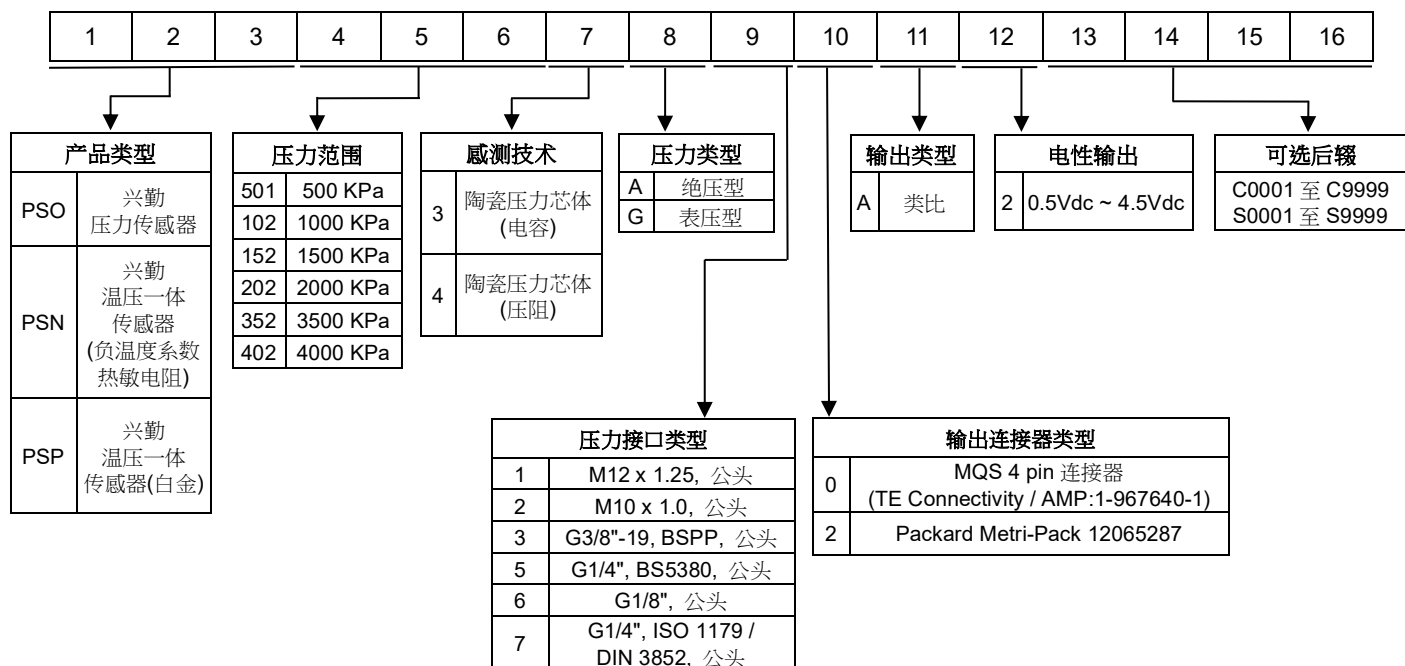 1 2 3 4 5 6 7 8 9 10 11 12 13 14 15 16
产品类型
PSO 兴勤
压力传感器
PSN 兴勤
温压一体
传感器
(负温度系数
热敏电阻)
PSP 兴勤
温压一体
传感器(白金)
压力范围
501 500 KPa
102 1000 KPa
152 1500 KPa
202 2000 KPa
352 3500 KPa
402 4000 KPa
感测技术
3 陶瓷压力芯体
(电容)
4 陶瓷压力芯体
(压阻)
压力类型
A 绝压型
G 表压型
输出类型
A 类比
电性输出
2 0.5Vdc ~ 4.5Vdc
可选后辍
C0001 至 C9999
S0001 至 S9999
压力接口类型
1 M12 x 1.25, 公头
2 M10 x 1.0, 公头
3 G3/8"-19, BSPP, 公头
5 G1/4", BS5380, 公头
6 G1/8", 公头
7 G1/4", ISO 1179 /
DIN 3852, 公头
输出连接器类型
0 MQS 4 pin 连接器
(TE Connectivity / AMP:1-967640-1)
2 Packard Metri-Pack 12065287